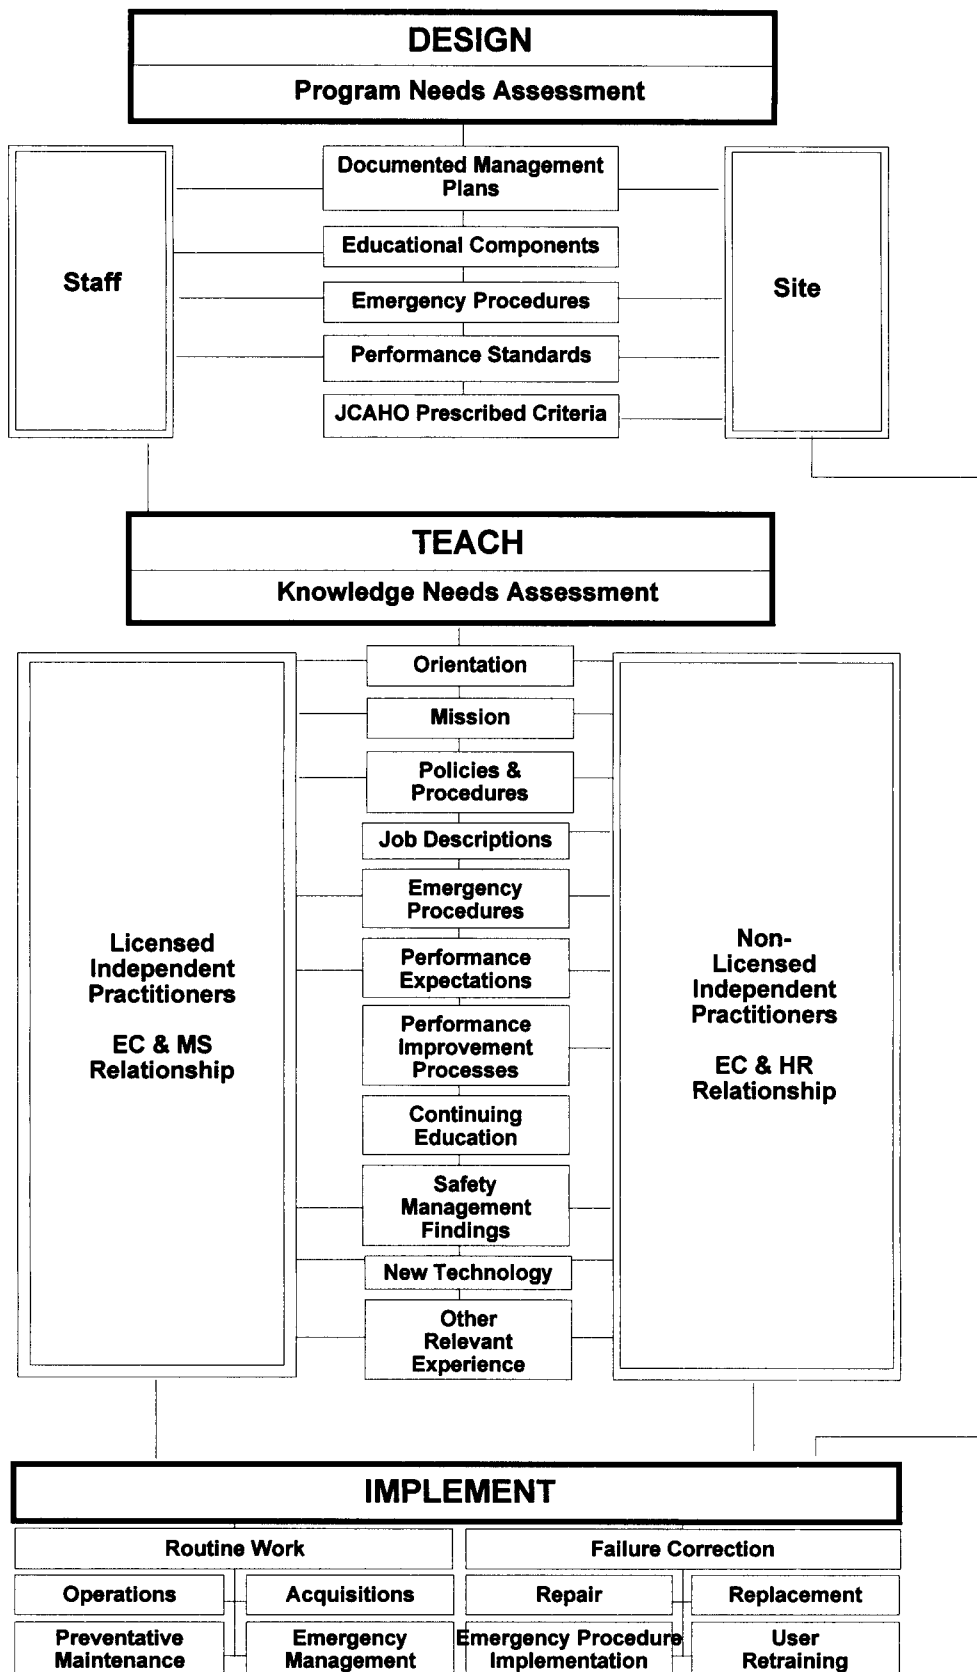 DESIGN
Program Needs Assessment
Staff
Documented Management
Plans
Educational Components
Emergency Procedures
Performance Standards
JCAHO Prescribed Criteria
Site
TEACH
Knowledge Needs Assessment
Licensed
Independent
Practitioners
EC & MS
Relationship
Orientation
Mission
Policies &
Procedures
Job Descriptions
Emergency
Procedures
Performance
Expectations
Performance
Improvement
Processes
Continuing
Education
Safety
Management
Findings
New Technology
Other
Relevant
Experience
Non-
Licensed
Independent
Practitioners
EC & HR
Relationship
IMPLEMENT
Routine Work
Failure Correction
Operations
Acquisitions
Repair
Replacement
Preventative
Maintenance
Emergency
Management
Emergency Procedure
Implementation
User
Retraining